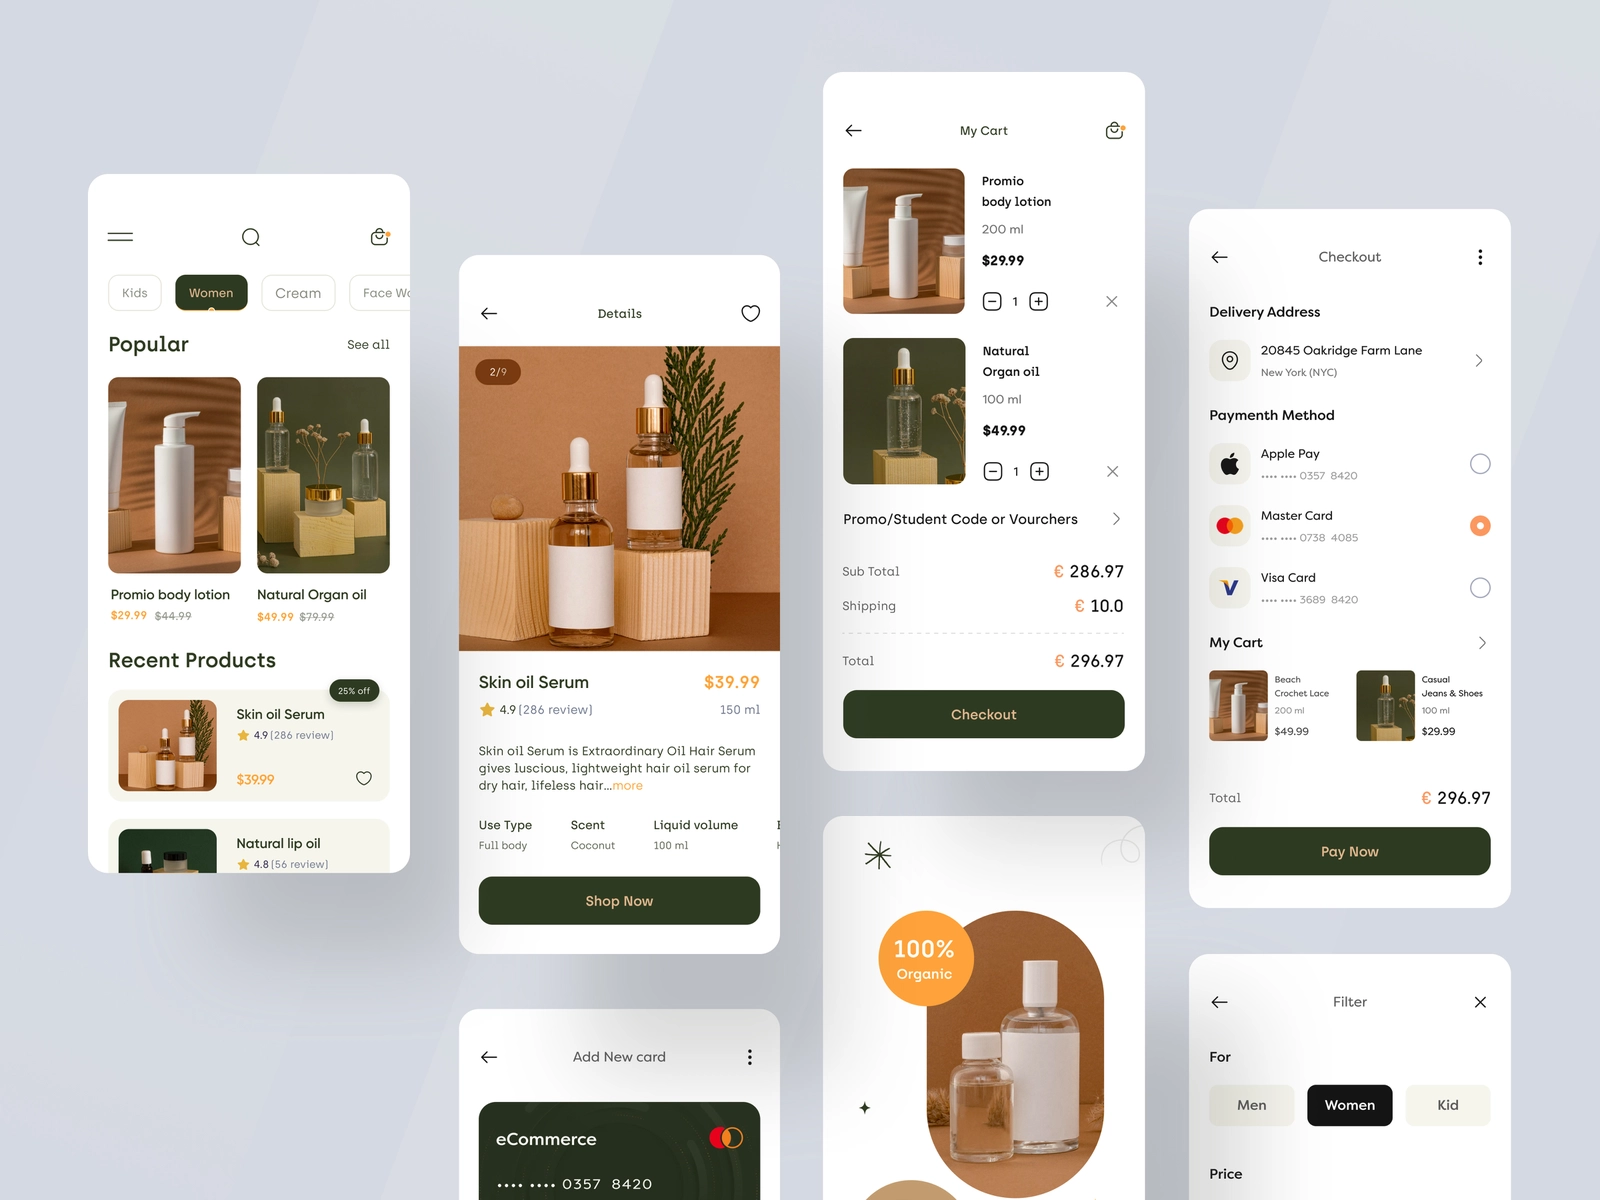 Kids
Women
Cream
Face
Popular
See all
Promio body lotion
$29.99 $44.99
Natural Organ oil
$49.99 $79.99
Recent Products
25% off
Skin oil Serum
4.9 (286 review)
$39.99
Natural lip oil
4.8 (56 review)
Details
2/9
Skin oil Serum
$39.99
4.9 (286 review)
150 ml
Skin oil Serum is Extraordinary Oil Hair Serum
gives luscious, lightweight hair oil serum for
dry hair, lifeless hair...more
Use Type
Scent
Liquid volume
Full body
Coconut
100 ml
Shop Now
Add New card
eCommerce
•••• •••• 0357 8420
My Cart
Promio
body lotion
200 ml
$29.99
1
Natural
Organ oil
100 ml
$49.99
1
Promo/Student Code or Vourchers
Sub Total
€ 286.97
Shipping
€ 10.0
Total
€ 296.97
Checkout
100%
Organic
Checkout
Delivery Address
20845 Oakridge Farm Lane
New York (NYC)
Paymenth Method
Apple Pay
•••• •••• 0357 8420
Master Card
•••• •••• 0738 4085
Visa Card
•••• •••• 3689 8420
My Cart
Beach
Crochet Lace
200 ml
$49.99
Casual
Jeans & Shoes
100 ml
$29.99
Total
€ 296.97
Pay Now
Filter
For
Men
Women
Kid
Price